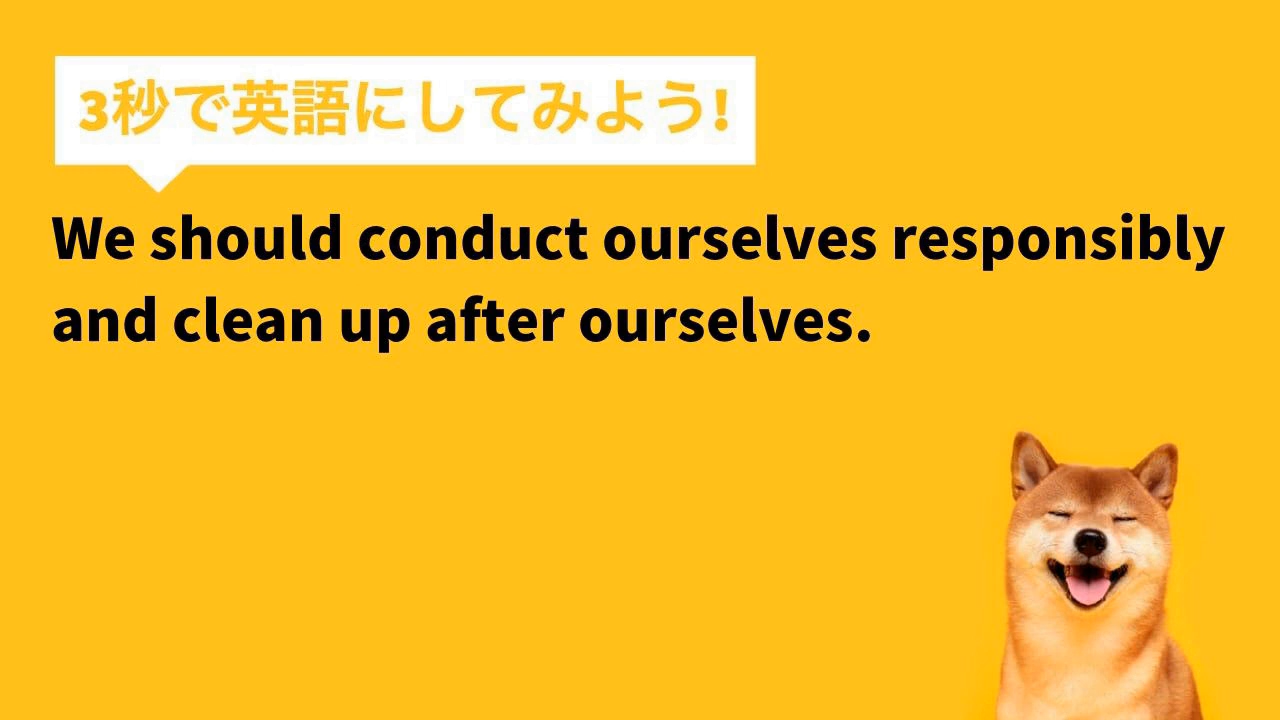 3秒で英語にしてみよう!
We should conduct ourselves responsibly
and clean up after ourselves.